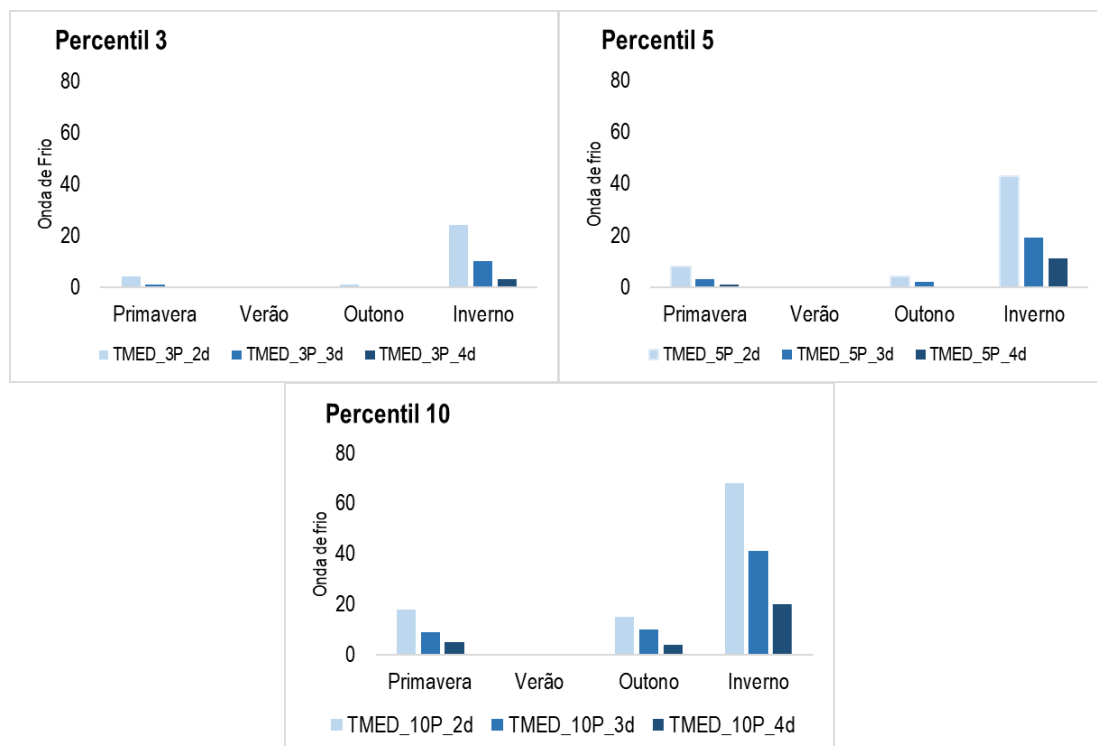 Percentil 3
80
60
40
20
0
Onda de Frio
Primavera Verão Outono Inverno
TMED_3P_2d TMED_3P_3d TMED_3P_4d
Percentil 5
80
60
40
20
0
Onda de frio
Primavera Verão Outono Inverno
TMED_5P_2d TMED_5P_3d TMED_5P_4d
Percentil 10
80
60
40
20
0
Onda de frio
Primavera Verão Outono Inverno
TMED_10P_2d TMED_10P_3d TMED_10P_4d